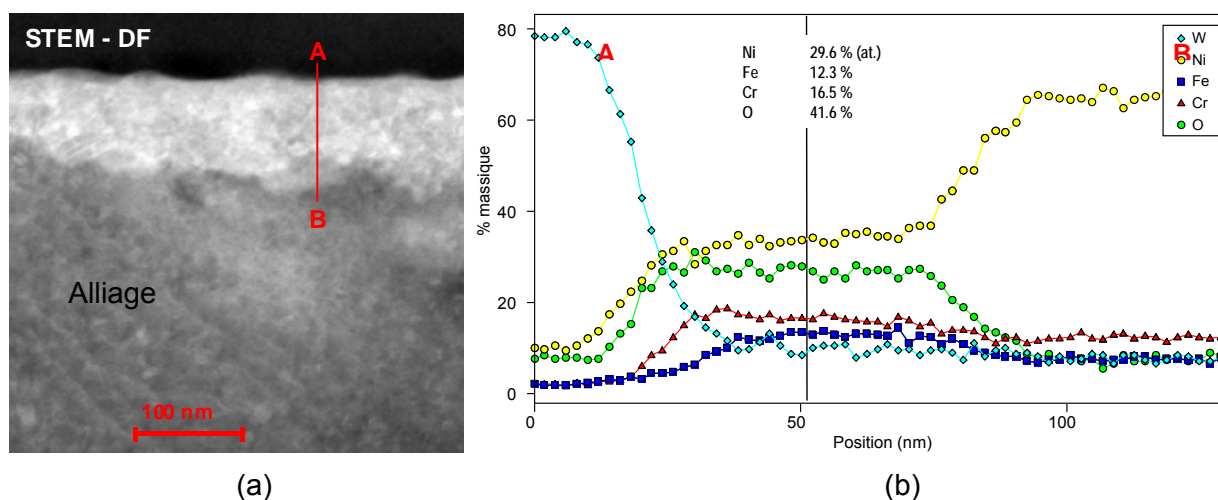 STEM - DF
A
B
Alliage
100 nm
(a)
80
60
40
20
0
% massique
A
Ni 29.6 % (at.)
Fe 12.3 %
Cr 16.5 %
O 41.6 %
B
W
Ni
Fe
Cr
O
0 50 100
Position (nm)
(b)